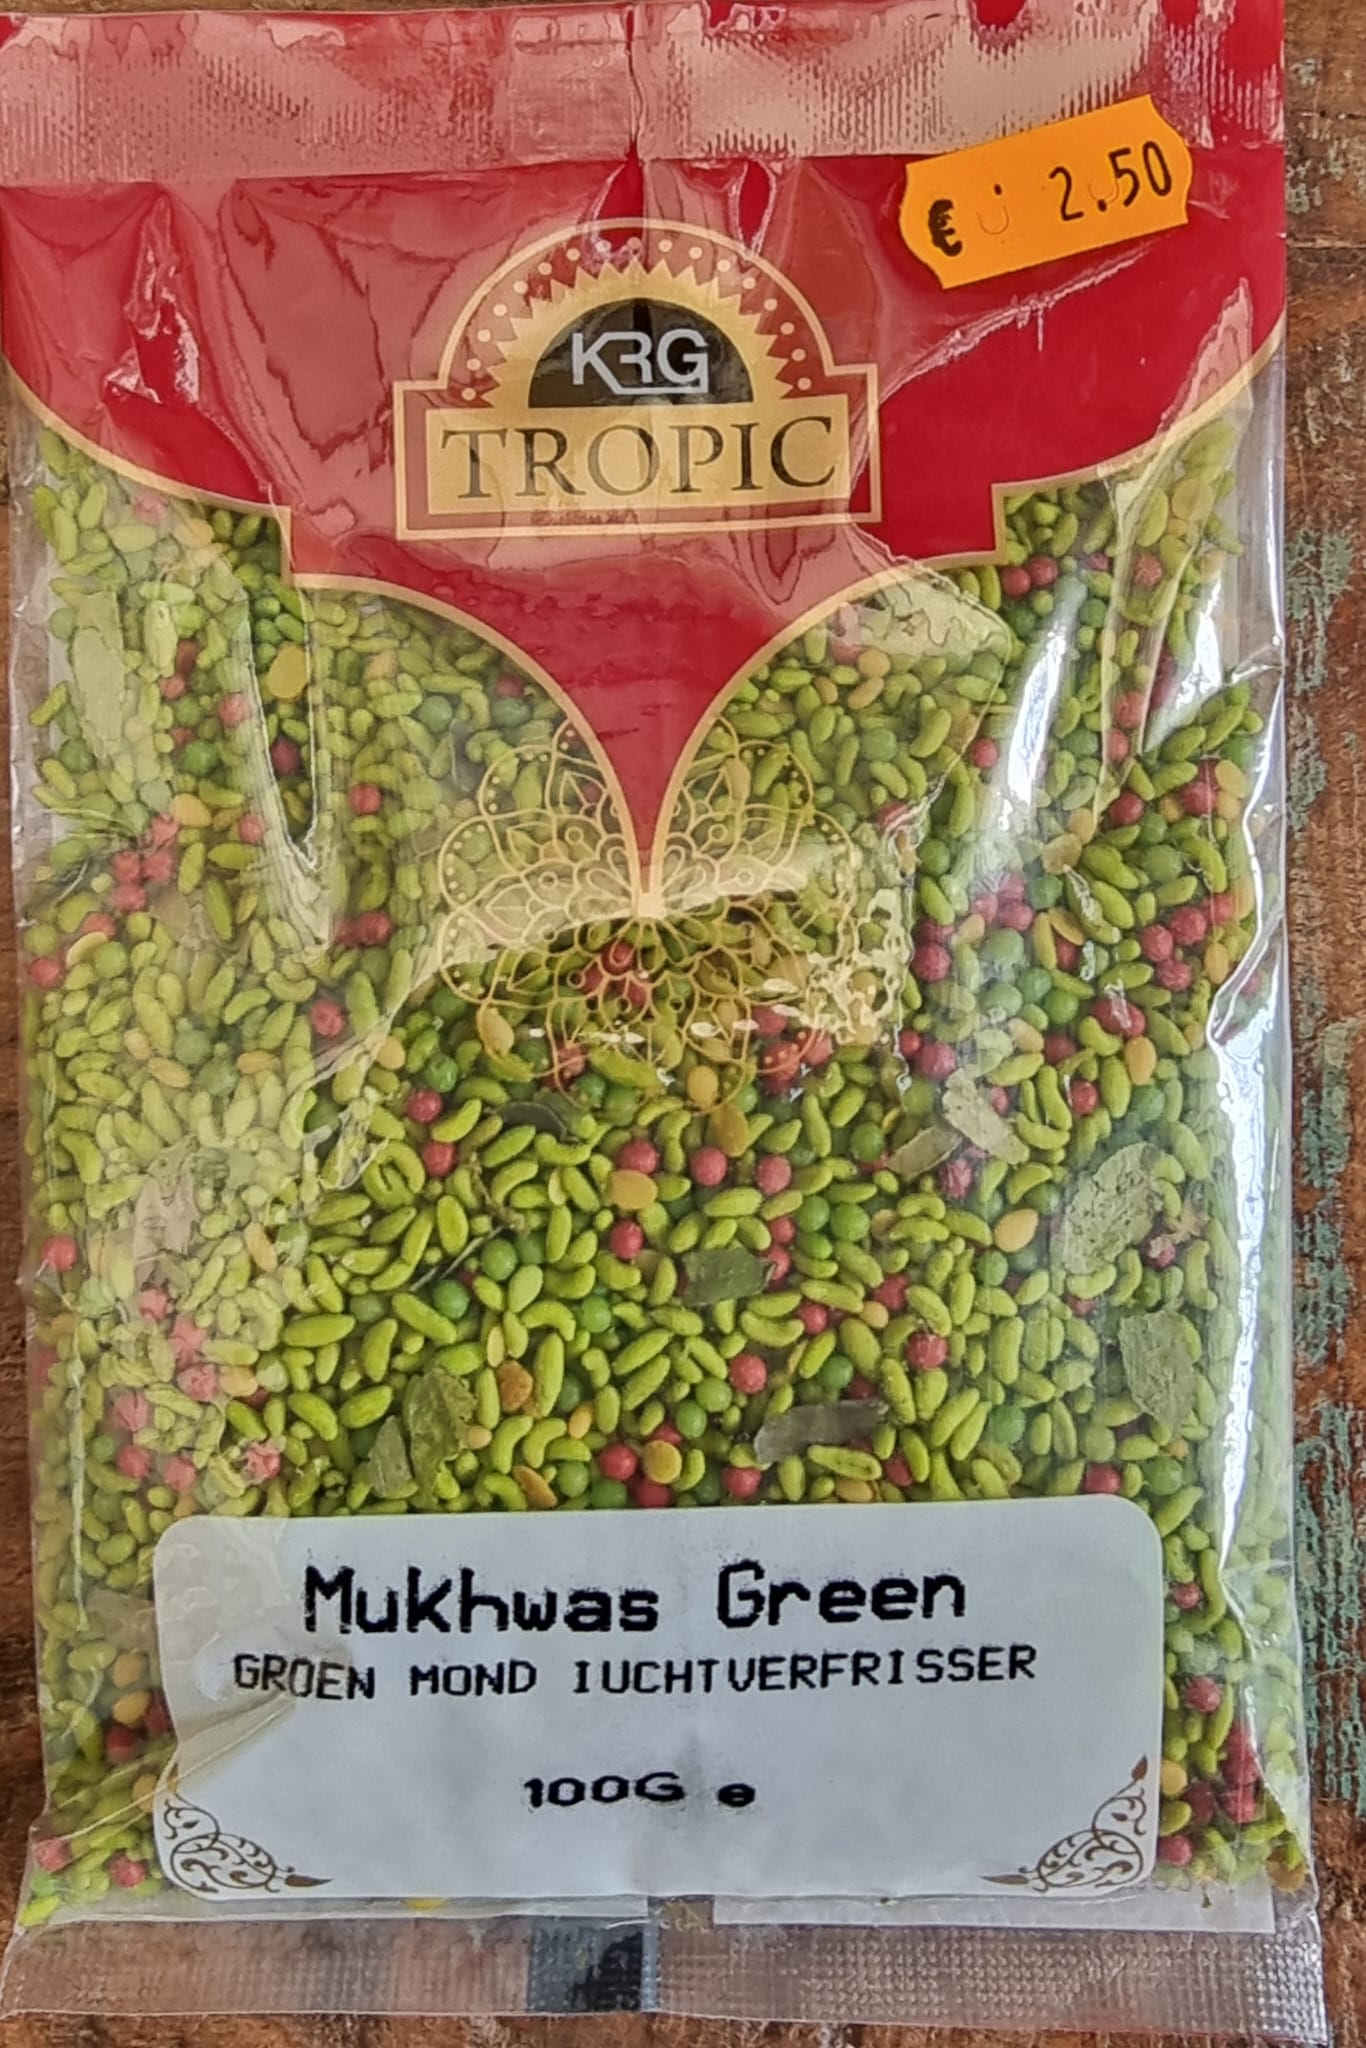 € 2.50
KRG
TROPIC
Mukhwas Green
GROEN MOND IUCHTVERFRISSER
100G e